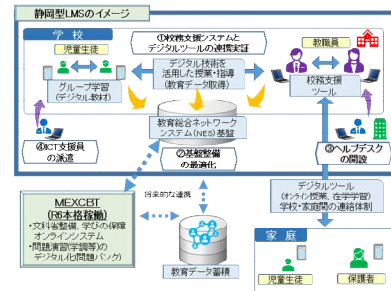 静岡型LMSのイメージ
学校
①校務支援システムと
デジタルツールの連携実証
児童生徒
教職員
デジタル技術を
活用した授業・指導
(教育データ取得)
グループ学習
(デジタル教材)
校務支援
ツール
教育総合ネットワーク
システム(NES)基盤
④ICT支援員
の派遣
②基盤整備
の最適化
③ヘルプデスク
の開設
MEXCBT
(R6本格稼働)
・文科省整備、学びの保障
オンラインシステム
・問題演習(学調等)の
デジタル化(問題バンク)
将来的な連携
教育データ蓄積
デジタルツール
(オンライン授業、在学学習)
学校・家庭間の連絡体制
家庭
児童生徒
保護者